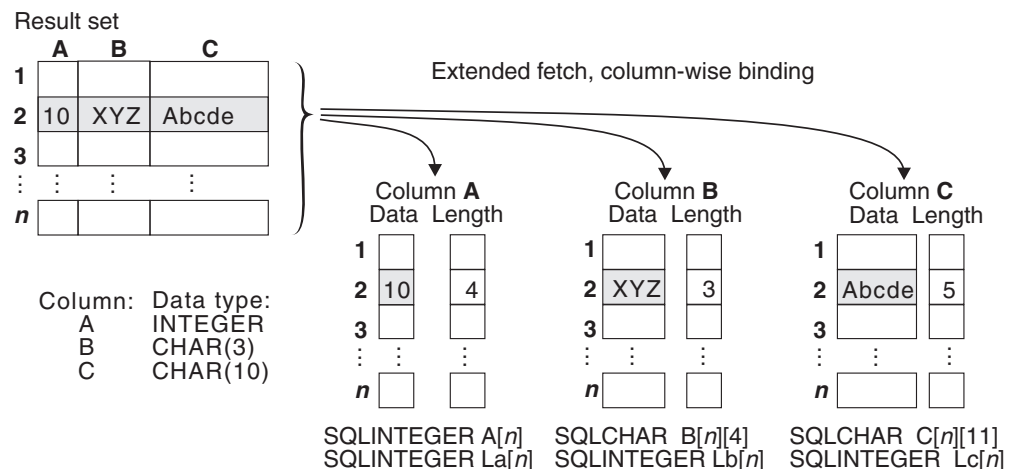 Result set
A B C
1
2 10 XYZ Abcde
3
⋮ ⋮ ⋮ ⋮
n
Extended fetch, column-wise binding
Column: Data type:
A INTEGER
B CHAR(3)
C CHAR(10)
Column A
Data Length
1
2 10 4
3
⋮ ⋮ ⋮
n
SQLINTEGER A[n]
SQLINTEGER La[n]
Column B
Data Length
1
2 XYZ 3
3
⋮ ⋮ ⋮
n
SQLCHAR B[n][4]
SQLINTEGER Lb[n]
Column C
Data Length
1
2 Abcde 5
3
⋮ ⋮ ⋮
n
SQLCHAR C[n][11]
SQLINTEGER Lc[n]